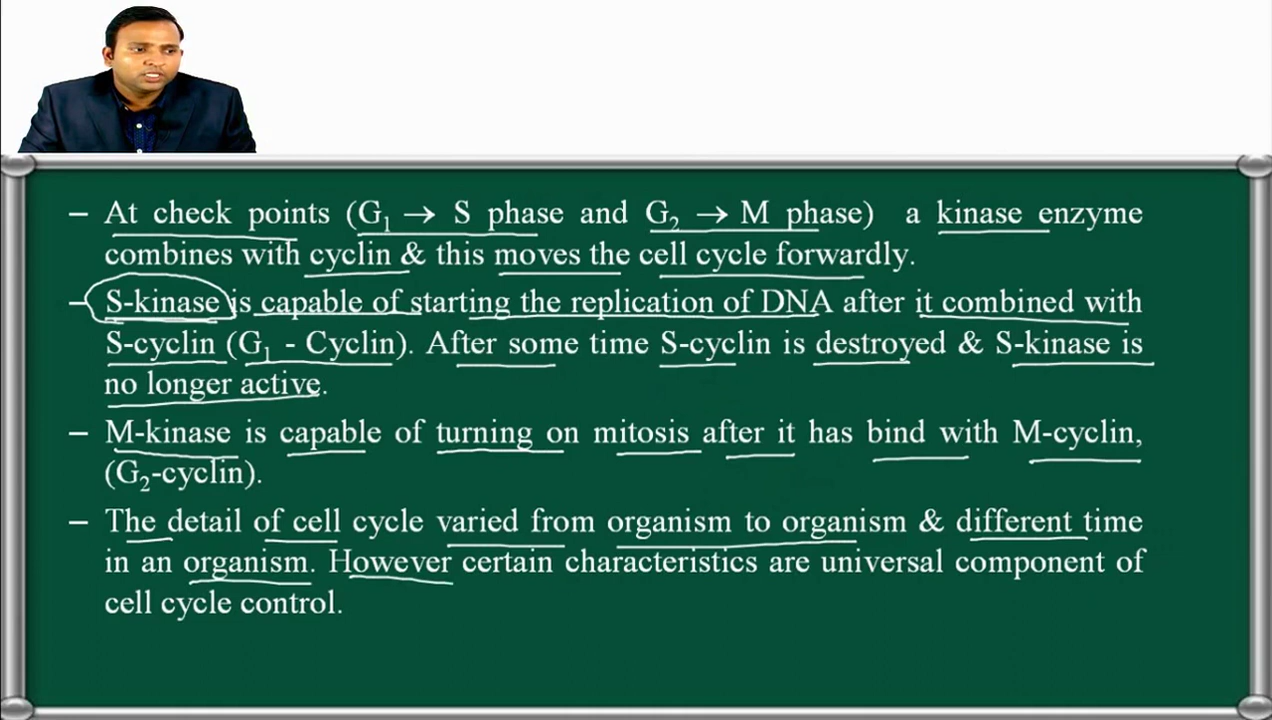 – At check points (G₁ → S phase and G₂ → M phase) a kinase enzyme
combines with cyclin & this moves the cell cycle forwardly.
– S-kinase is capable of starting the replication of DNA after it combined with
S-cyclin (G₁ - Cyclin). After some time S-cyclin is destroyed & S-kinase is
no longer active.
– M-kinase is capable of turning on mitosis after it has bind with M-cyclin,
(G₂-cyclin).
– The detail of cell cycle varied from organism to organism & different time
in an organism. However certain characteristics are universal component of
cell cycle control.